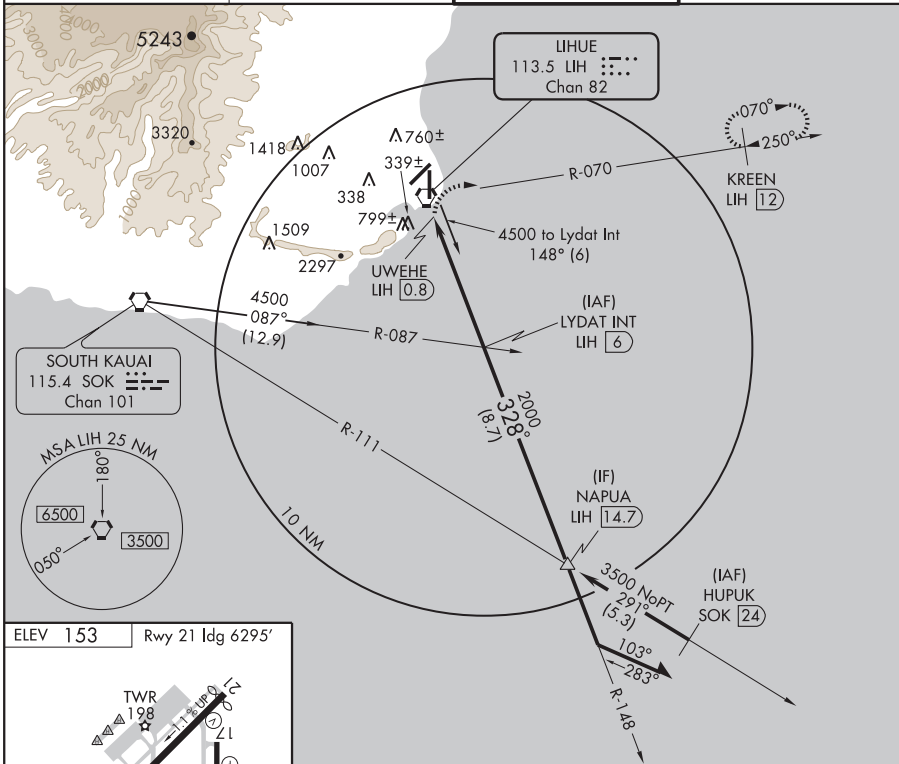 5243
2000
3320
1418
1007
760±
339±
338
799±
1509
2297
LIHUE
113.5 LIH
Chan 82
070°
250°
R-070
KREEN
LIH 12
4500 to Lydat Int
148° (6)
UWEHE
LIH 0.8
4500
087°
(12.9)
R-087
(IAF)
LYDAT INT
LIH 6
SOUTH KAUAI
115.4 SOK
Chan 101
R-111
2000
328°
(8.7)
MSA LIH 25 NM
180°
6500
3500
050°
10 NM
(IF)
NAPUA
LIH 14.7
3500 NoPT
291°
(5.3)
(IAF)
HUPUK
SOK 24
103°
283°
R-148
ELEV 153
Rwy 21 ldg 6295'
TWR
198
1.1% UP
21
V
17